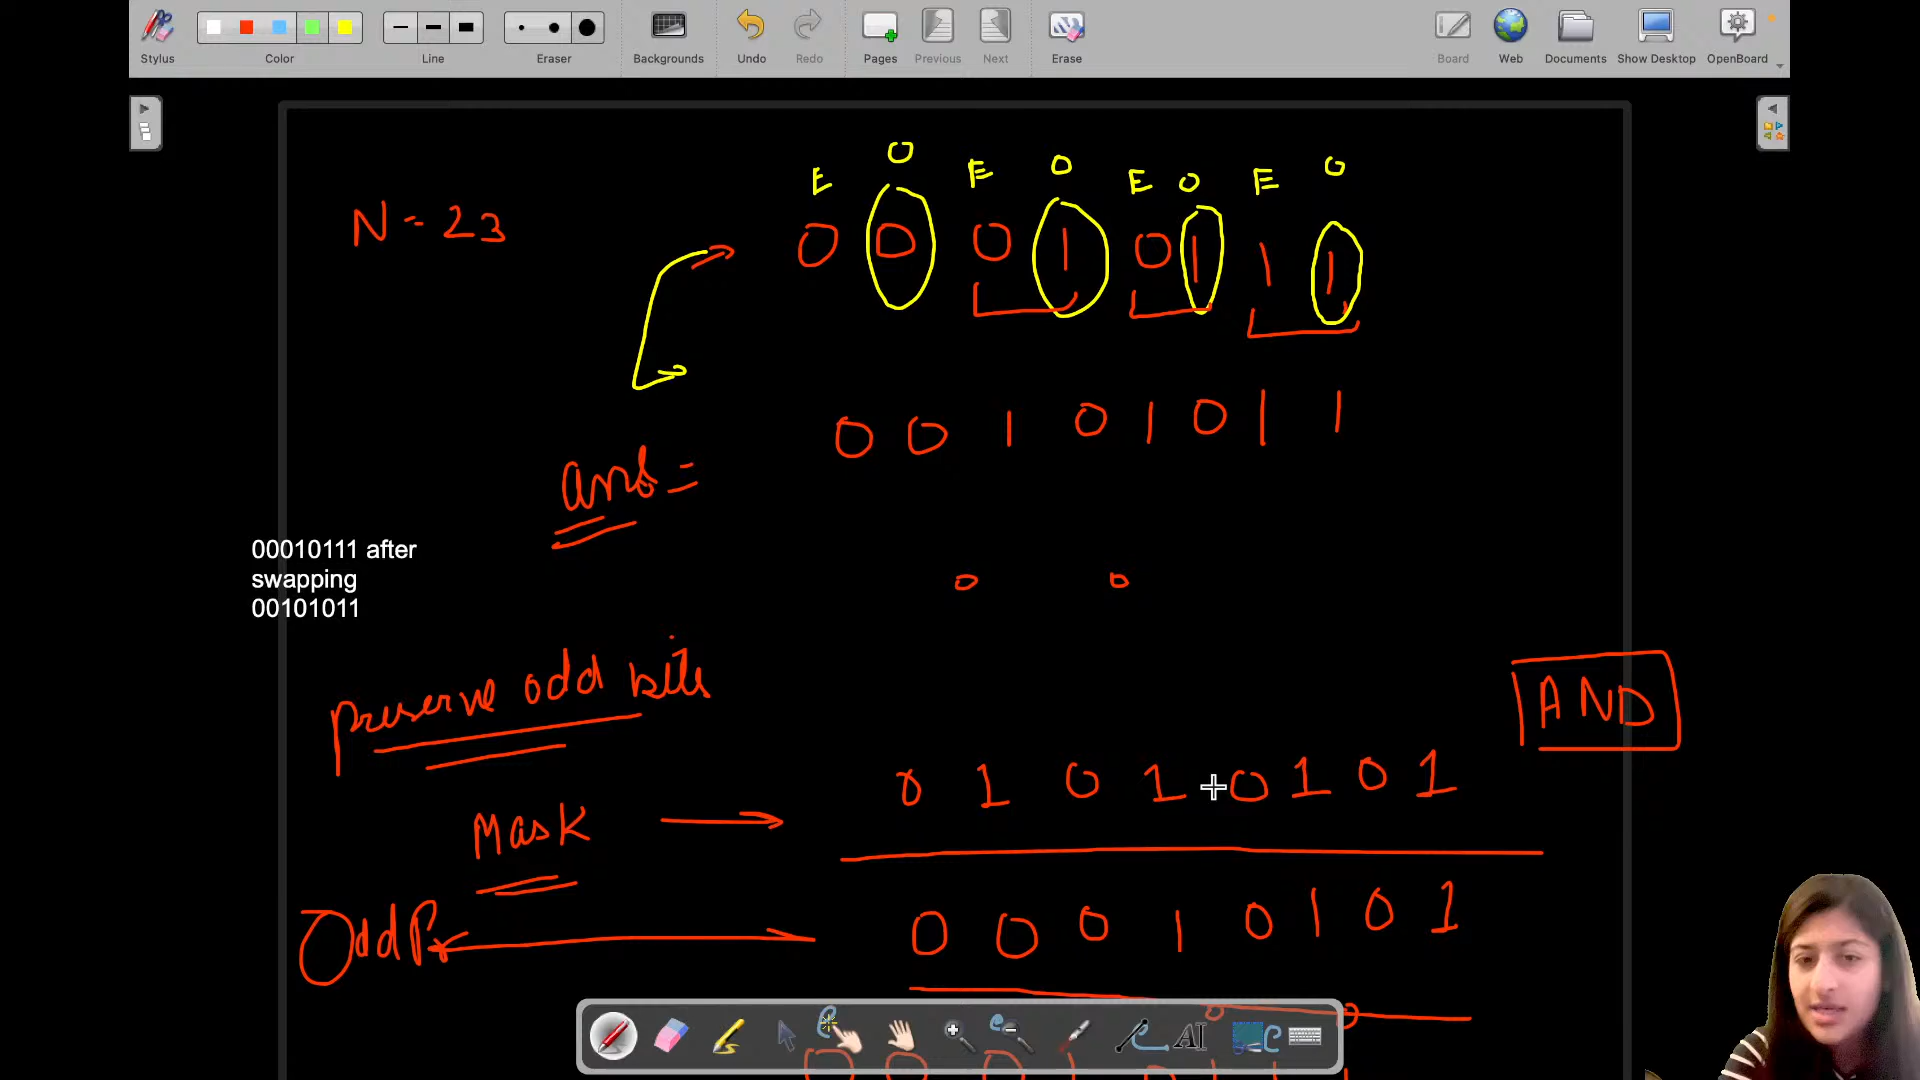 Stylus
Color
Line
Eraser
Backgrounds
Undo
Redo
Pages
Previous
Next
Erase
Board
Web
Documents
Show Desktop
OpenBoard
E O E O E O E O
N = 23
0 0 0 1 0 1 1 1
0 0 1 0 1 0 1 1
ans =
00010111 after
swapping
00101011
0 0
preserve odd bits
AND
0 1 0 1 0 1 0 1
Mask
0 0 0 1 0 1 0 1
AI